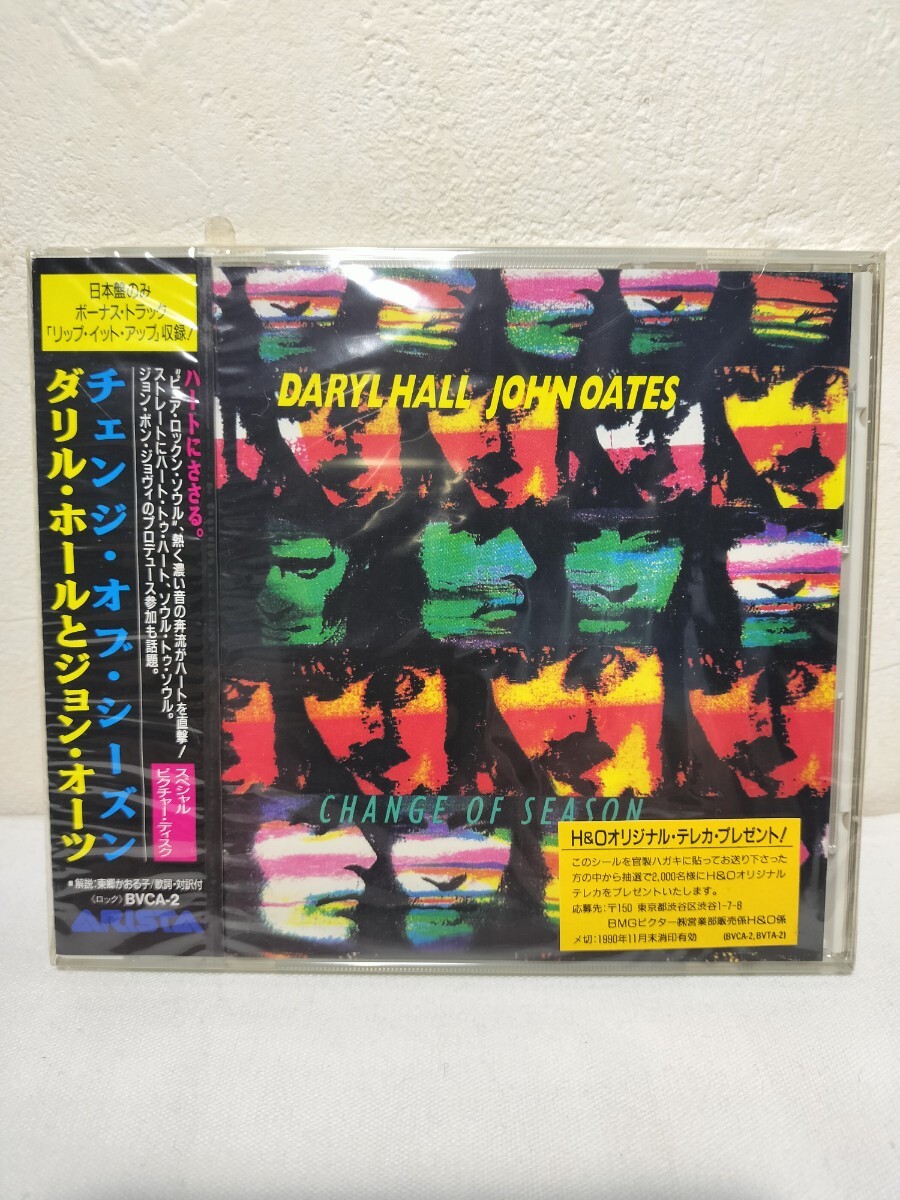 日本盤のみ
ボーナス・トラック
「リップ・イット・アップ」収録!
ハートにささる。
"ピュア・ロックン・ソウル"、熱く濃い音の奔流がハートを直撃!
ストレートにハート・トゥ・ハート、ソウル・トゥ・ソウル。
ジョン・ボン・ジョヴィのプロデュース参加も話題。
スペシャル
ピクチャー・ディスク
チェンジ・オブ・シーズン
ダリル・ホールとジョン・オーツ
※解説:東郷かおる子/歌詞・対訳付
〈ロック〉BVCA-2
ARISTA
DARYL HALL JOHN OATES
CHANGE OF SEASON
H&Oオリジナル・テレカ・プレゼント!
このシールを官製ハガキに貼ってお送り下さった
方の中から抽選で2,000名様にH&Oオリジナル
テレカをプレゼントいたします。
応募先:〒150 東京都渋谷区渋谷1-7-8
BMGビクター㈱営業部販売係H&O係
〆切:1990年11月末消印有効 (BVCA-2, BVTA-2)